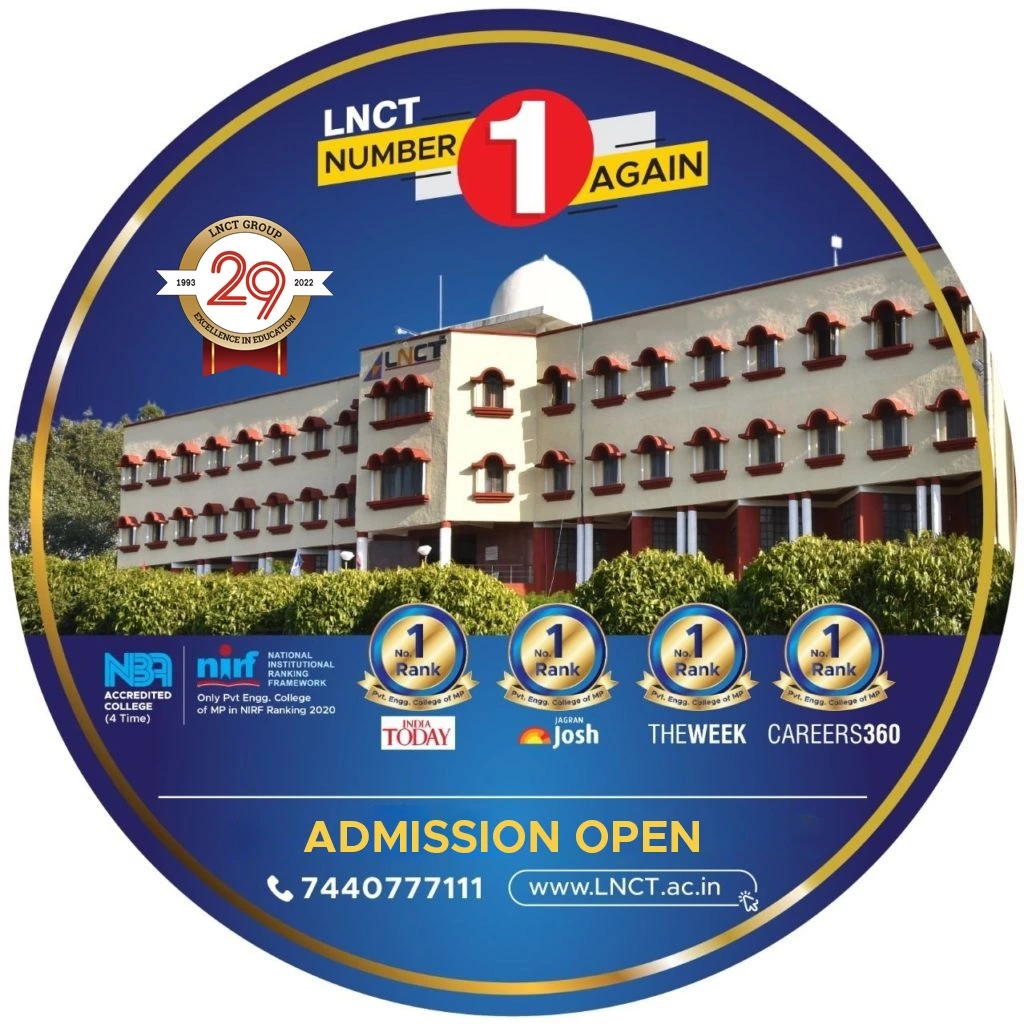 LNCT
NUMBER 1 AGAIN
LNCT GROUP
1993 29 2022
EXCELLENCE IN EDUCATION
LNCT
NBA
ACCREDITED
COLLEGE
(4 Time)
nirf
NATIONAL
INSTITUTIONAL
RANKING
FRAMEWORK
Only Pvt Engg. College
of MP in NIRF Ranking 2020
No. 1
Rank
Pvt. Engg. College of MP
INDIA
TODAY
No. 1
Rank
Pvt. Engg. College of MP
JAGRAN
Josh
No. 1
Rank
Pvt. Engg. College of MP
THEWEEK
No. 1
Rank
Pvt. Engg. College of MP
CAREERS360
ADMISSION OPEN
7440777111
www.LNCT.ac.in